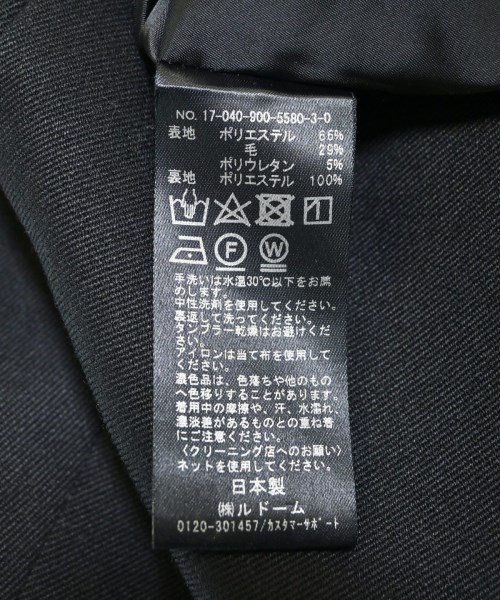 NO. 17-040-900-5580-3-0
表地 ポリエステル 66%
毛 29%
ポリウレタン 5%
裏地 ポリエステル 100%
F W
手洗いは水温30℃以下をお薦
めします。
中性洗剤を使用してください。
裏返して洗ってください。
タンブラー乾燥はお避けくだ
さい。
アイロンは当て布を使用して
ください。
濃色品は、色落ちや他のもの
へ色移りすることがあります。
着用中の摩擦や、汗、水濡れ、
濃淡差があるものとの重ね着
にご注意ください。
〈クリーニング店へのお願い〉
ネットを使用してください。
日本製
㈱ルドーム
0120-301457/カスタマーサポート